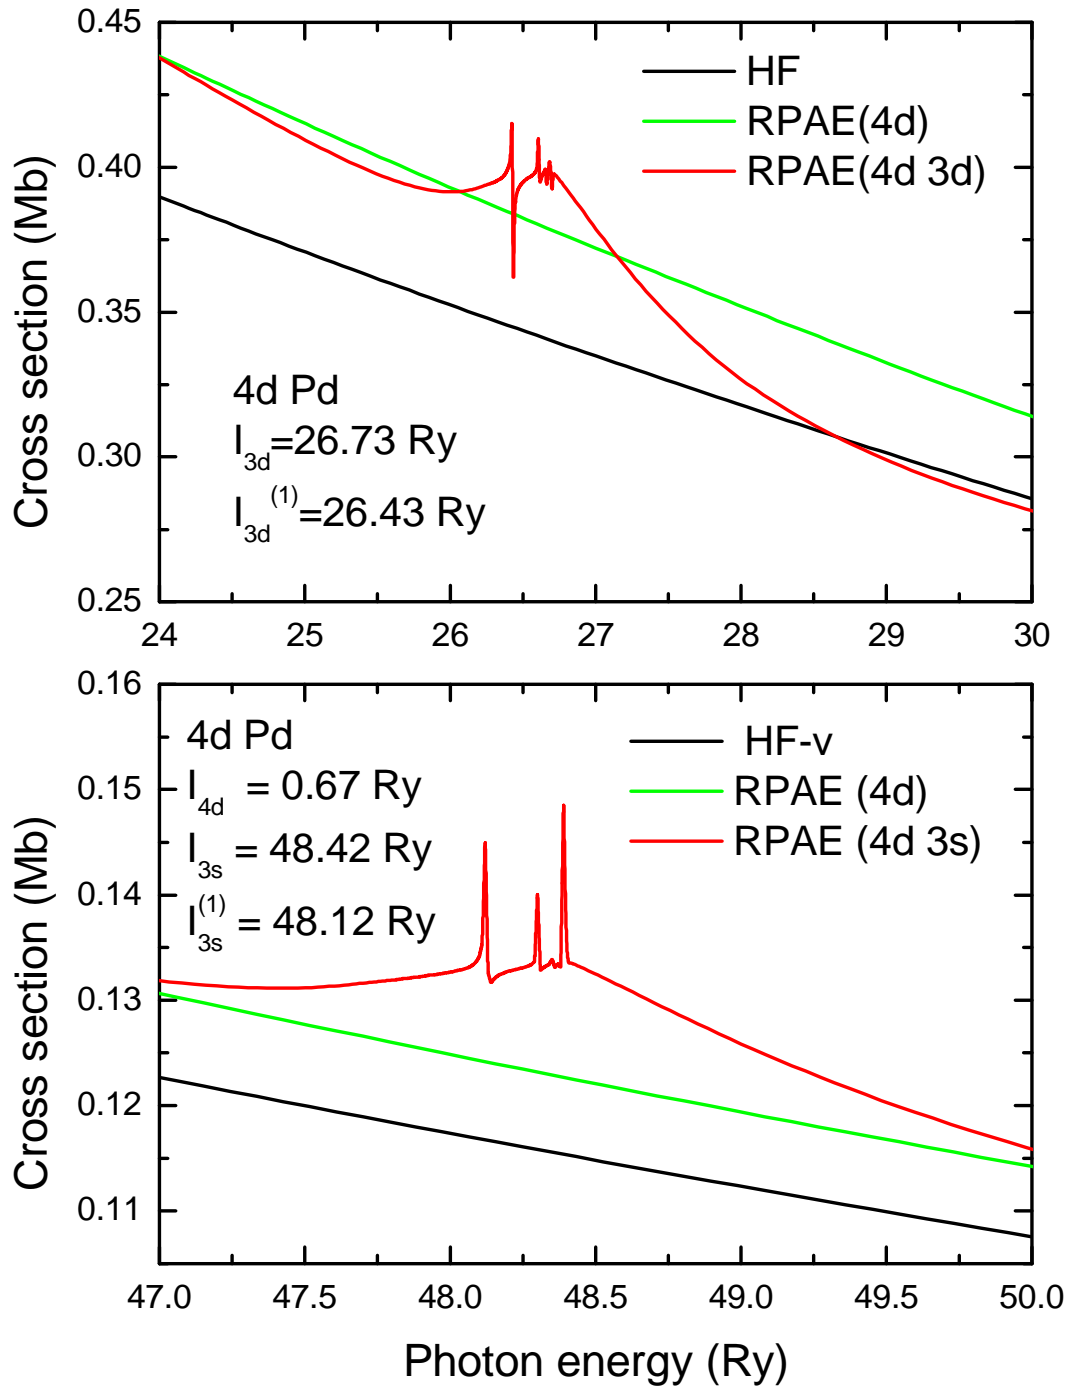 0.45
0.40
0.35
0.30
0.25
Cross section (Mb)
HF
RPAE(4d)
RPAE(4d 3d)
4d Pd
I3d=26.73 Ry
I3d(1)=26.43 Ry
24 25 26 27 28 29 30
0.16
0.15
0.14
0.13
0.12
0.11
Cross section (Mb)
4d Pd
I4d = 0.67 Ry
I3s = 48.42 Ry
I3s(1) = 48.12 Ry
HF-v
RPAE (4d)
RPAE (4d 3s)
47.0 47.5 48.0 48.5 49.0 49.5 50.0
Photon energy (Ry)